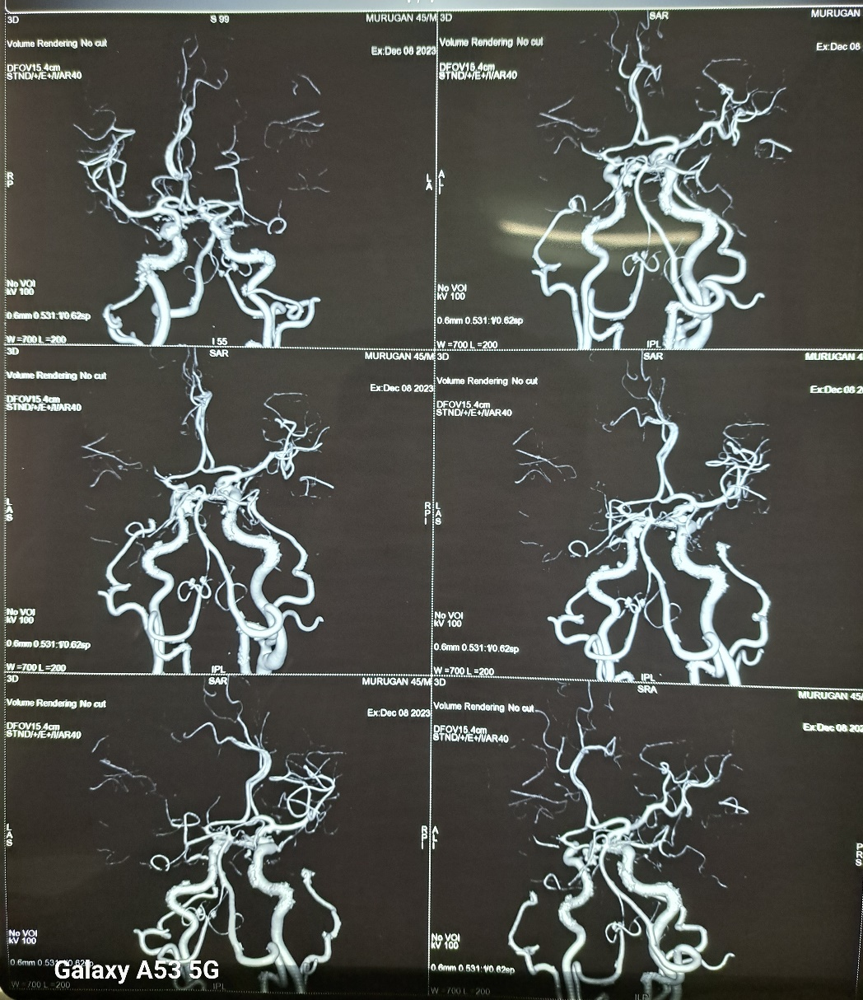 3D
S 99
MURUGAN 45/M
Volume Rendering No cut
Ex:Dec 08 2023
DFOV15.4cm
STND/+/E+/I/AR40
R
P
L
A
No VOI
kV 100
0.6mm 0.531:1/0.62sp
W =700 L =200
I 55
3D
SAR
MURUGAN
Volume Rendering No cut
Ex:Dec 08
DFOV15.4cm
STND/+/E+/I/AR40
A
L
I
No VOI
kV 100
0.6mm 0.531:1/0.62sp
W =700 L =200
IPL
3D
SAR
MURUGAN 45/M
Volume Rendering No cut
Ex:Dec 08 2023
DFOV15.4cm
STND/+/E+/I/AR40
L
A
S
R
P
I
No VOI
kV 100
0.6mm 0.531:1/0.62sp
W =700 L =200
IPL
3D
SAR
MURUGAN 4
Volume Rendering No cut
Ex:Dec 08 2
DFOV15.4cm
STND/+/E+/I/AR40
L
A
S
No VOI
kV 100
0.6mm 0.531:1/0.62sp
W =700 L =200
IPL
3D
SAR
MURUGAN 45/M
Volume Rendering No cut
Ex:Dec 08 2023
DFOV15.4cm
STND/+/E+/I/AR40
L
A
S
R
P
I
No VOI
kV 100
0.6mm 0.531:1/0.62sp
W =700 L =200
IPL
3D
SRA
MURUGAN 45/
Volume Rendering No cut
Ex:Dec 08 202
DFOV15.4cm
STND/+/E+/I/AR40
A
L
I
P
R
S
No VOI
kV 100
0.6mm 0.531:1/0.62sp
W =700 L =200
Galaxy A53 5G